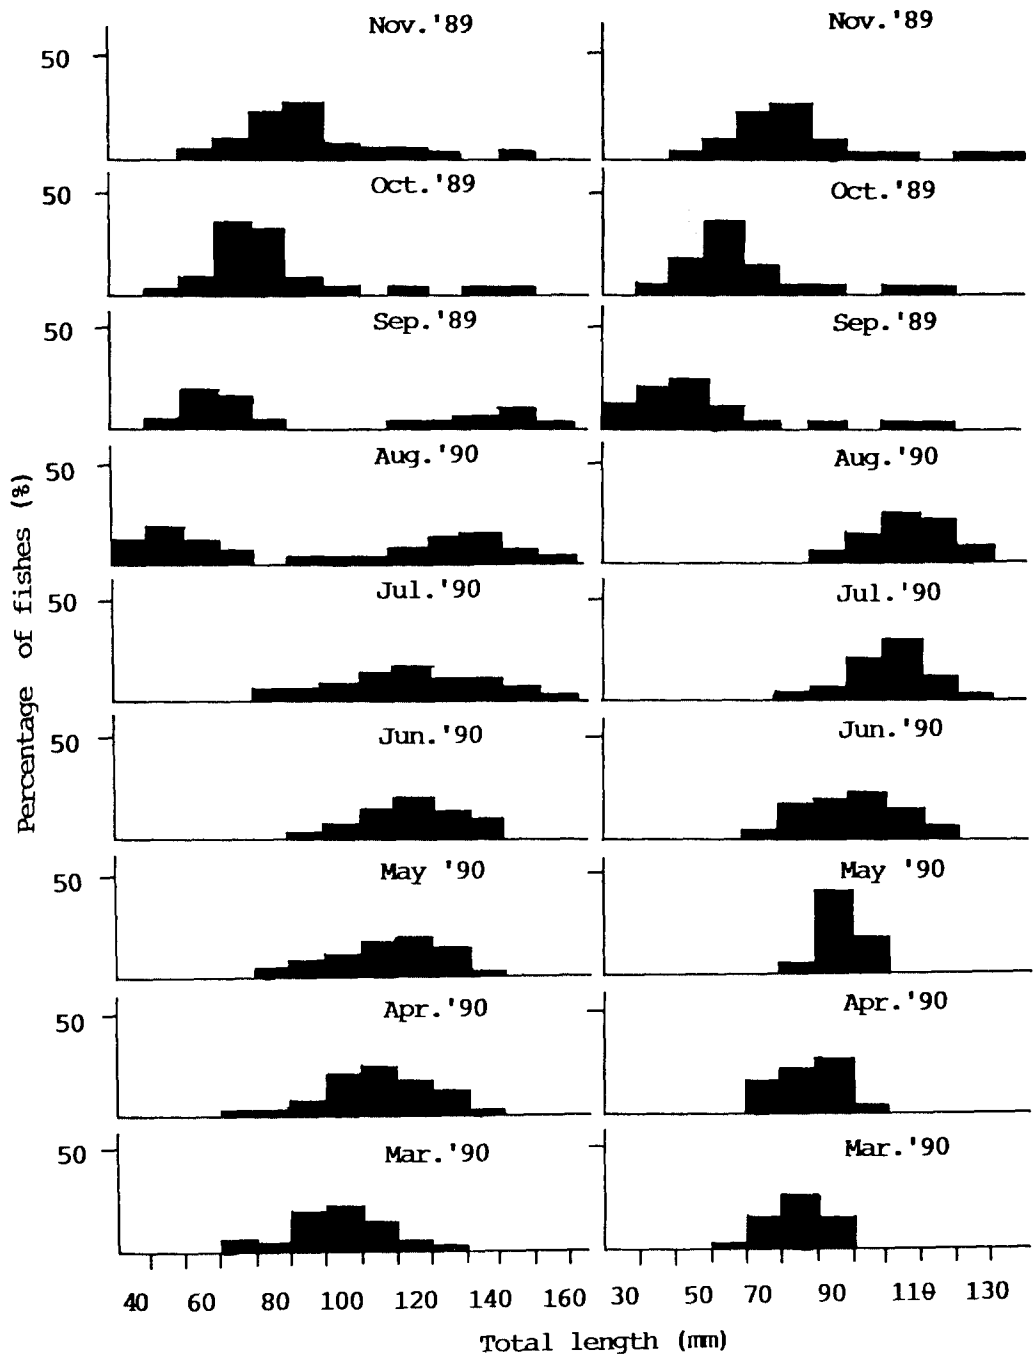 Nov.'89 Nov.'89
50
Oct.'89 Oct.'89
50
Sep.'89 Sep.'89
50
Aug.'90 Aug.'90
50
Jul.'90 Jul.'90
50
Jun.'90 Jun.'90
50
May '90 May '90
50
Apr.'90 Apr.'90
50
Mar.'90 Mar.'90
50
Percentage of fishes (%)
40 60 80 100 120 140 160 30 50 70 90 110 130
Total length (mm)